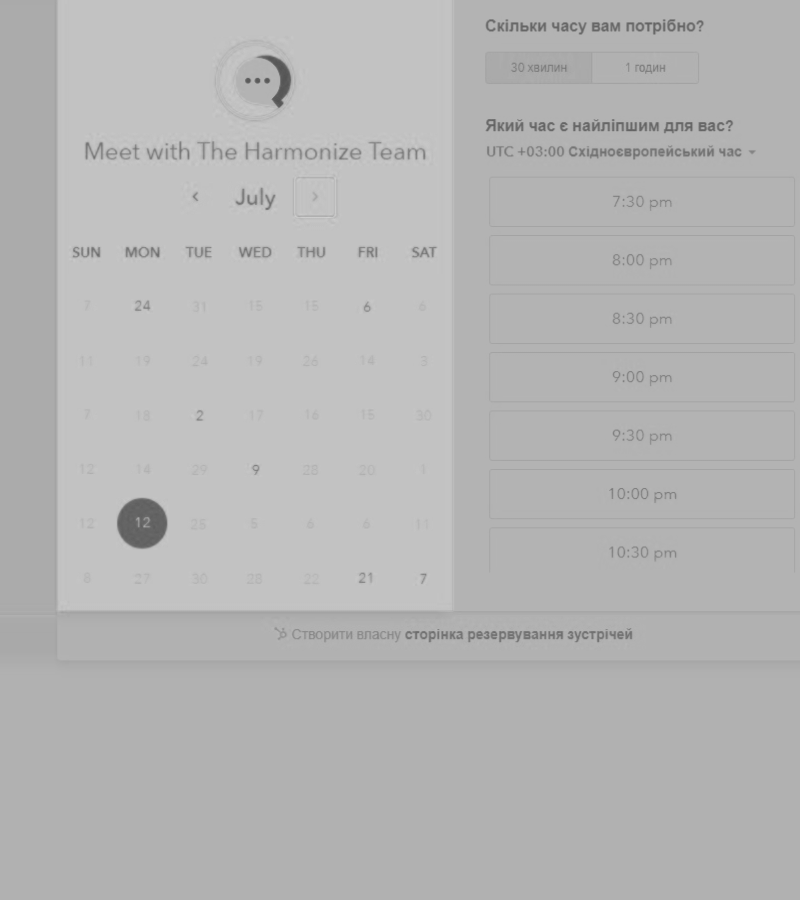 Meet with The Harmonize Team
July
SUN MON TUE WED THU FRI SAT
7 24 31 15 15 6 6
11 19 24 19 26 14 3
7 18 2 17 16 15 30
12 14 29 9 28 20 1
12 12 25 5 6 6 11
8 27 30 28 22 21 7
Скільки часу вам потрібно?
30 хвилин 1 годин
Який час є найліпшим для вас?
UTC +03:00 Східноєвропейський час
7:30 pm
8:00 pm
8:30 pm
9:00 pm
9:30 pm
10:00 pm
10:30 pm
Створити власну сторінка резервування зустрічей